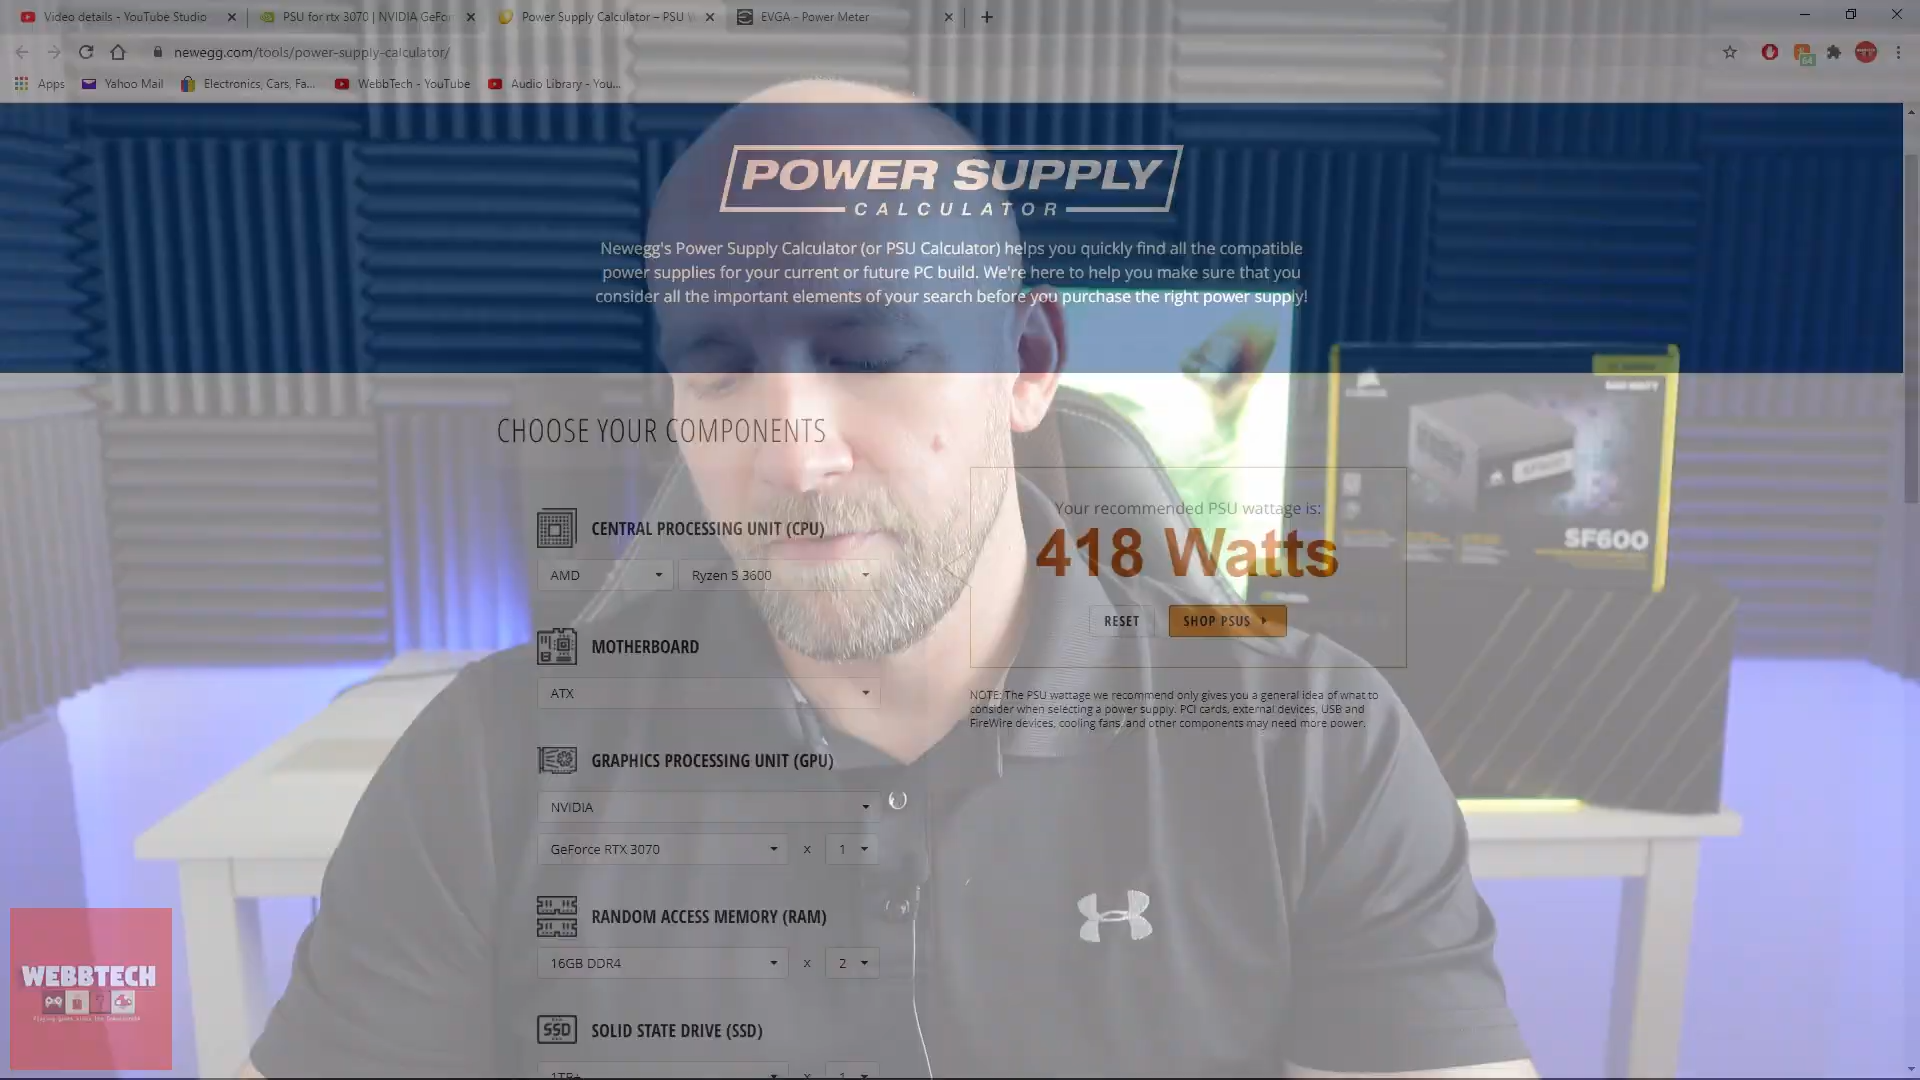 Video details - YouTube Studio
PSU for rtx 3070 | NVIDIA GeFor
Power Supply Calculator – PSU W
EVGA - Power Meter
newegg.com/tools/power-supply-calculator/
64
Apps
Yahoo Mail
Electronics, Cars, Fa...
WebbTech - YouTube
Audio Library - You...
POWER SUPPLY
CALCULATOR
Newegg's Power Supply Calculator (or PSU Calculator) helps you quickly find all the compatible
power supplies for your current or future PC build. We're here to help you make sure that you
consider all the important elements of your search before you purchase the right power supply!
CHOOSE YOUR COMPONENTS
CENTRAL PROCESSING UNIT (CPU)
AMD
Ryzen 5 3600
MOTHERBOARD
ATX
GRAPHICS PROCESSING UNIT (GPU)
NVIDIA
GeForce RTX 3070 x 1
RANDOM ACCESS MEMORY (RAM)
16GB DDR4 x 2
SSD SOLID STATE DRIVE (SSD)
1TB+ x 1
Your recommended PSU wattage is:
418 Watts
RESET
SHOP PSUS
NOTE: The PSU wattage we recommend only gives you a general idea of what to
consider when selecting a power supply. PCI cards, external devices, USB and
FireWire devices, cooling fans, and other components may need more power.
SF600
WEBBTECH